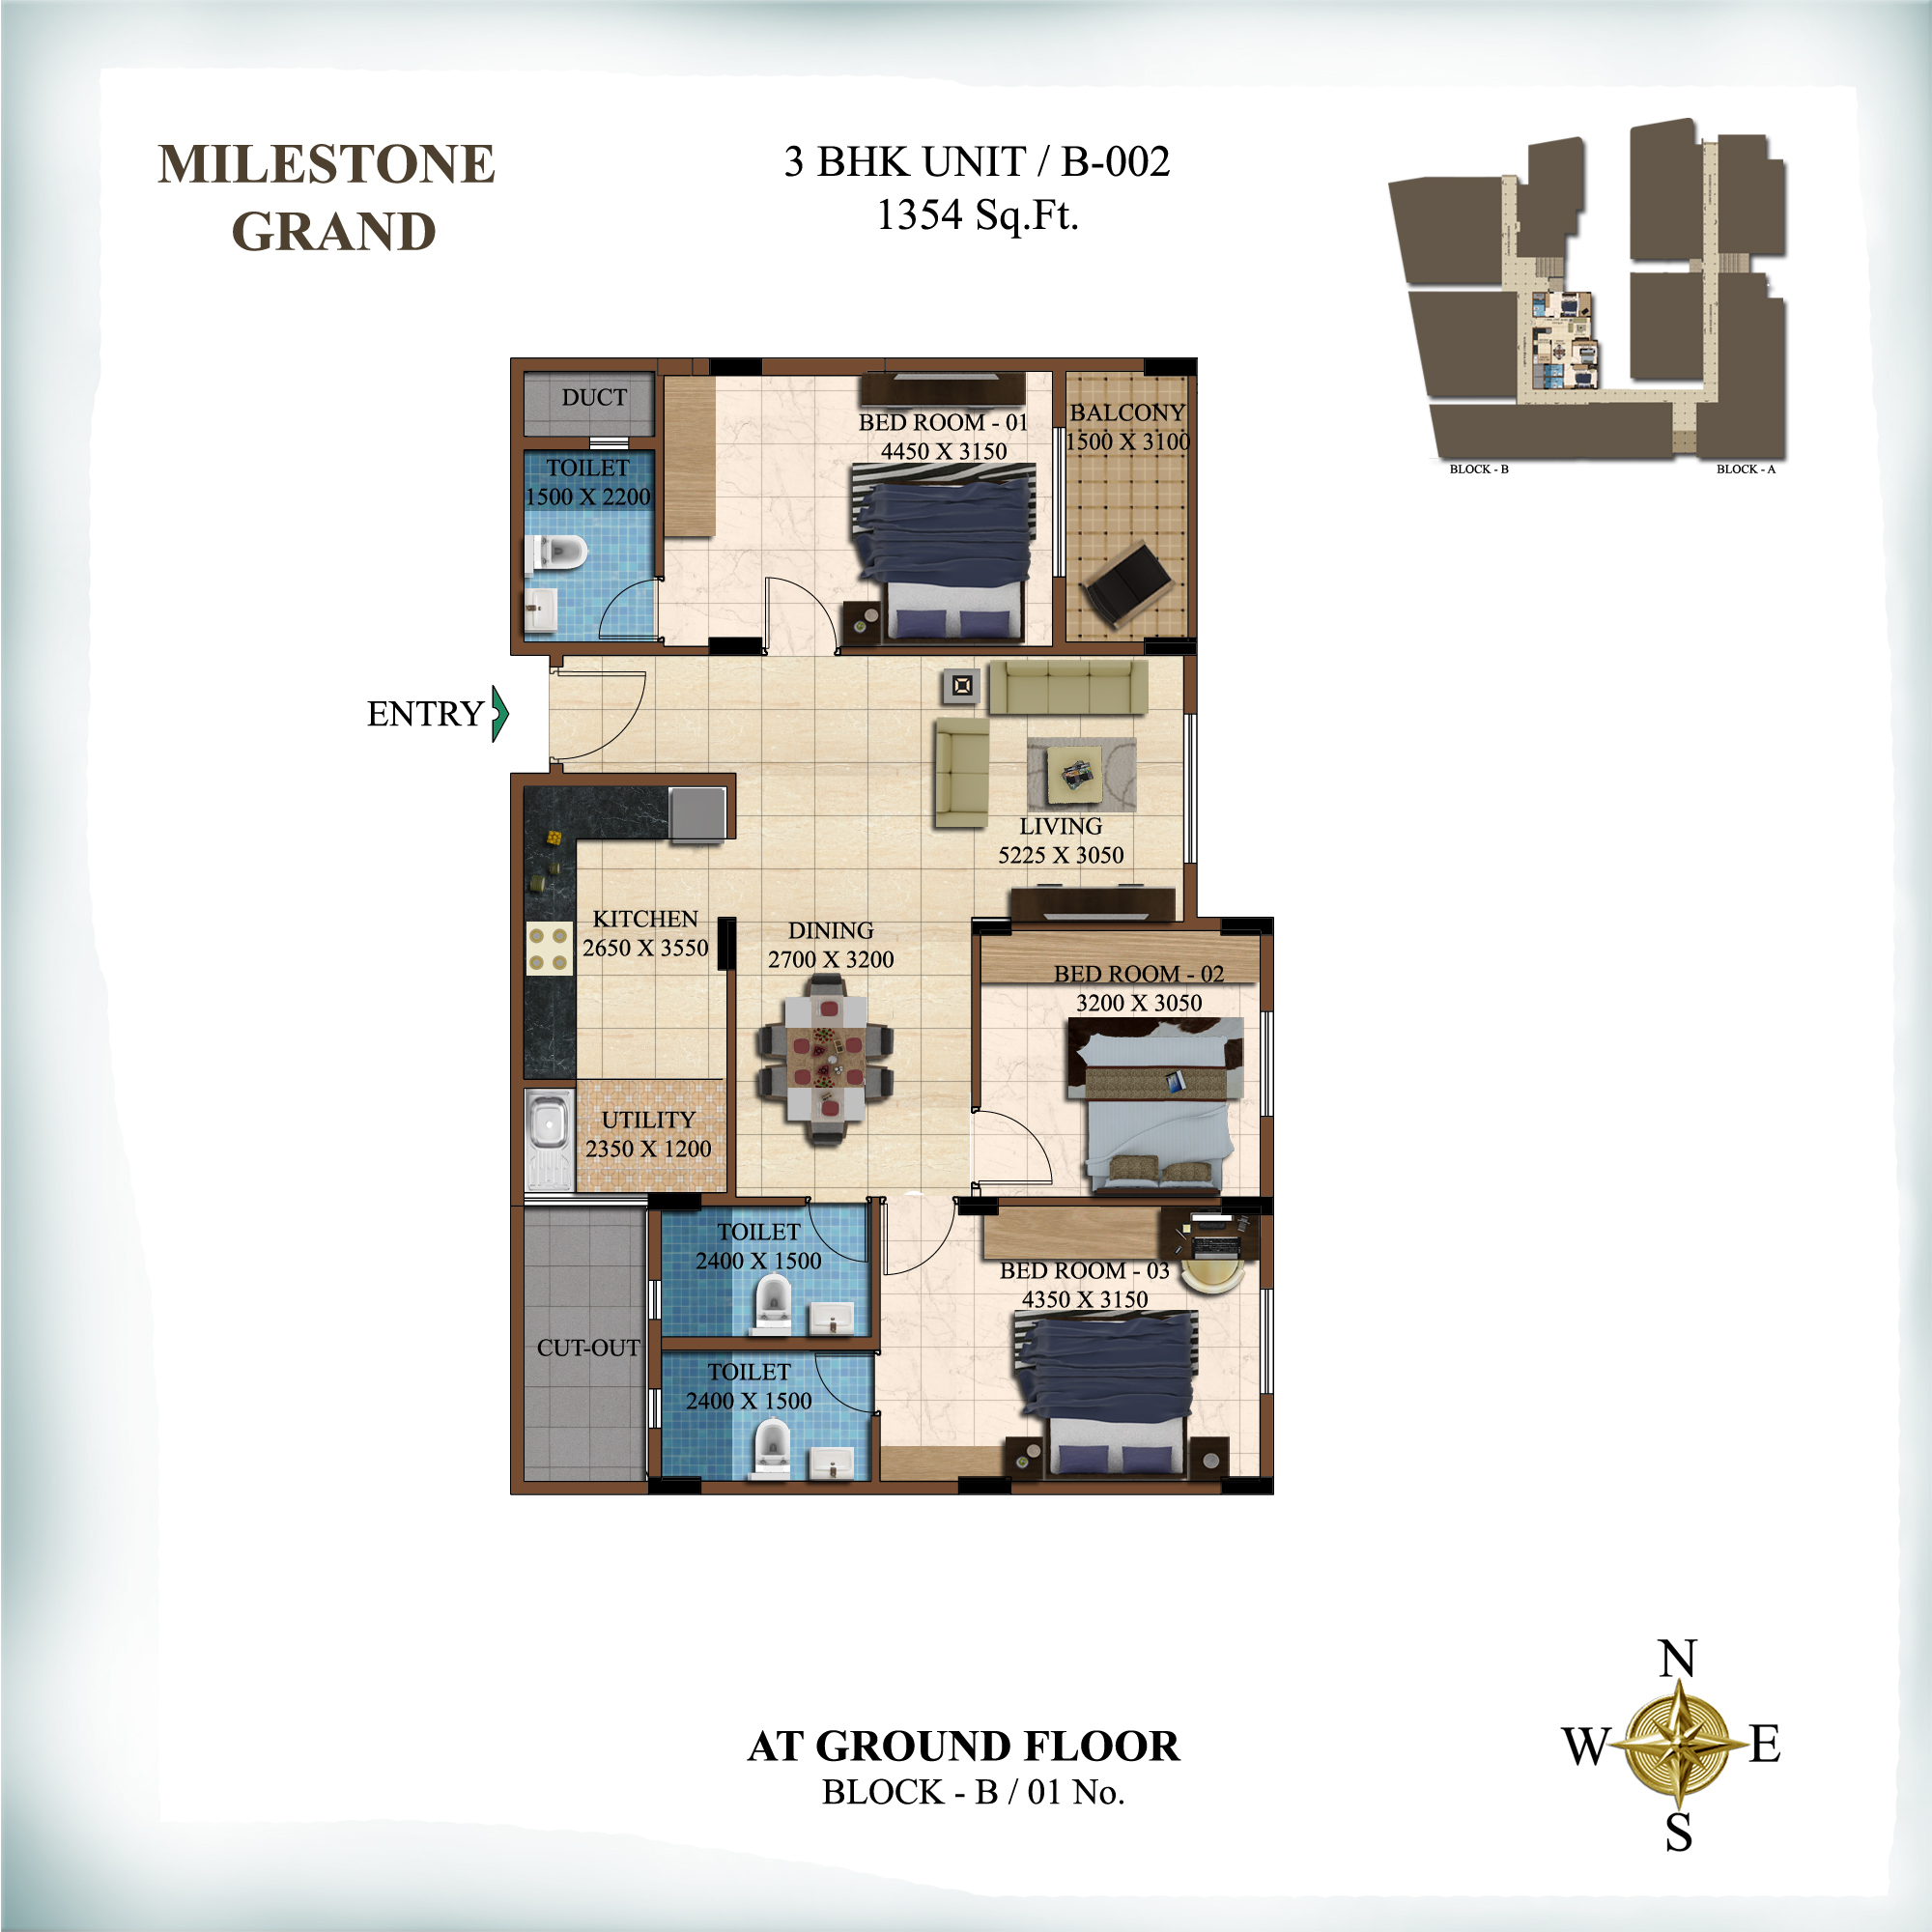 MILESTONE
GRAND
3 BHK UNIT / B-002
1354 Sq.Ft.
BLOCK - B
BLOCK - A
DUCT
TOILET
1500 X 2200
BED ROOM - 01
4450 X 3150
BALCONY
1500 X 3100
ENTRY
LIVING
5225 X 3050
KITCHEN
2650 X 3550
DINING
2700 X 3200
BED ROOM - 02
3200 X 3050
UTILITY
2350 X 1200
TOILET
2400 X 1500
BED ROOM - 03
4350 X 3150
CUT-OUT
TOILET
2400 X 1500
AT GROUND FLOOR
BLOCK - B / 01 No.
N
W
E
S